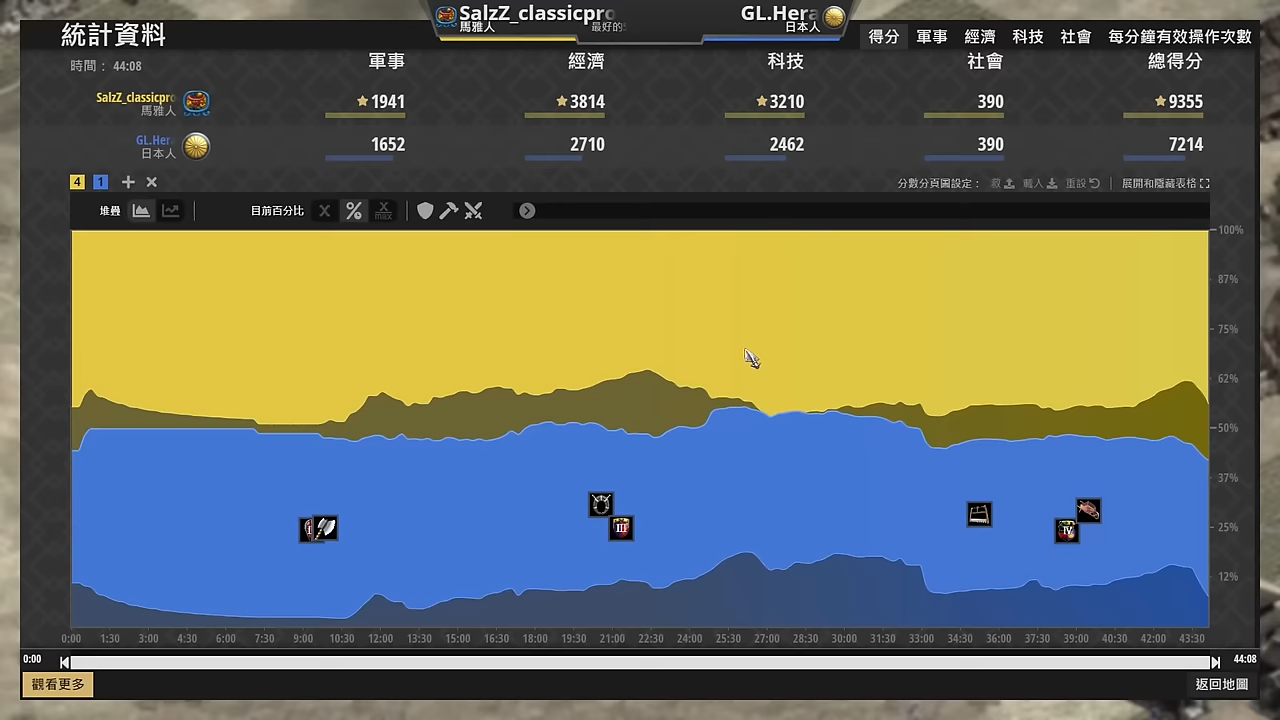 SalzZ_classicpro
GL.Hera
馬雅人
最好的
日本人
統計資料
得分 軍事 經濟 科技 社會 每分鐘有效操作次數
時間： 44:08
軍事 經濟 科技 社會 總得分
SalzZ_classicpro
馬雅人
1941 3814 3210 390 9355
GL.Hera
日本人
1652 2710 2462 390 7214
4 1
分數分頁圖設定： 載入 重設 | 展開和隱藏表格
堆疊 目前百分比 X % X max
100%
87%
75%
62%
50%
37%
25%
12%
I
III
IV
0:00 1:30 3:00 4:30 6:00 7:30 9:00 10:30 12:00 13:30 15:00 16:30 18:00 19:30 21:00 22:30 24:00 25:30 27:00 28:30 30:00 31:30 33:00 34:30 36:00 37:30 39:00 40:30 42:00 43:30
0:00 44:08
觀看更多
返回地圖